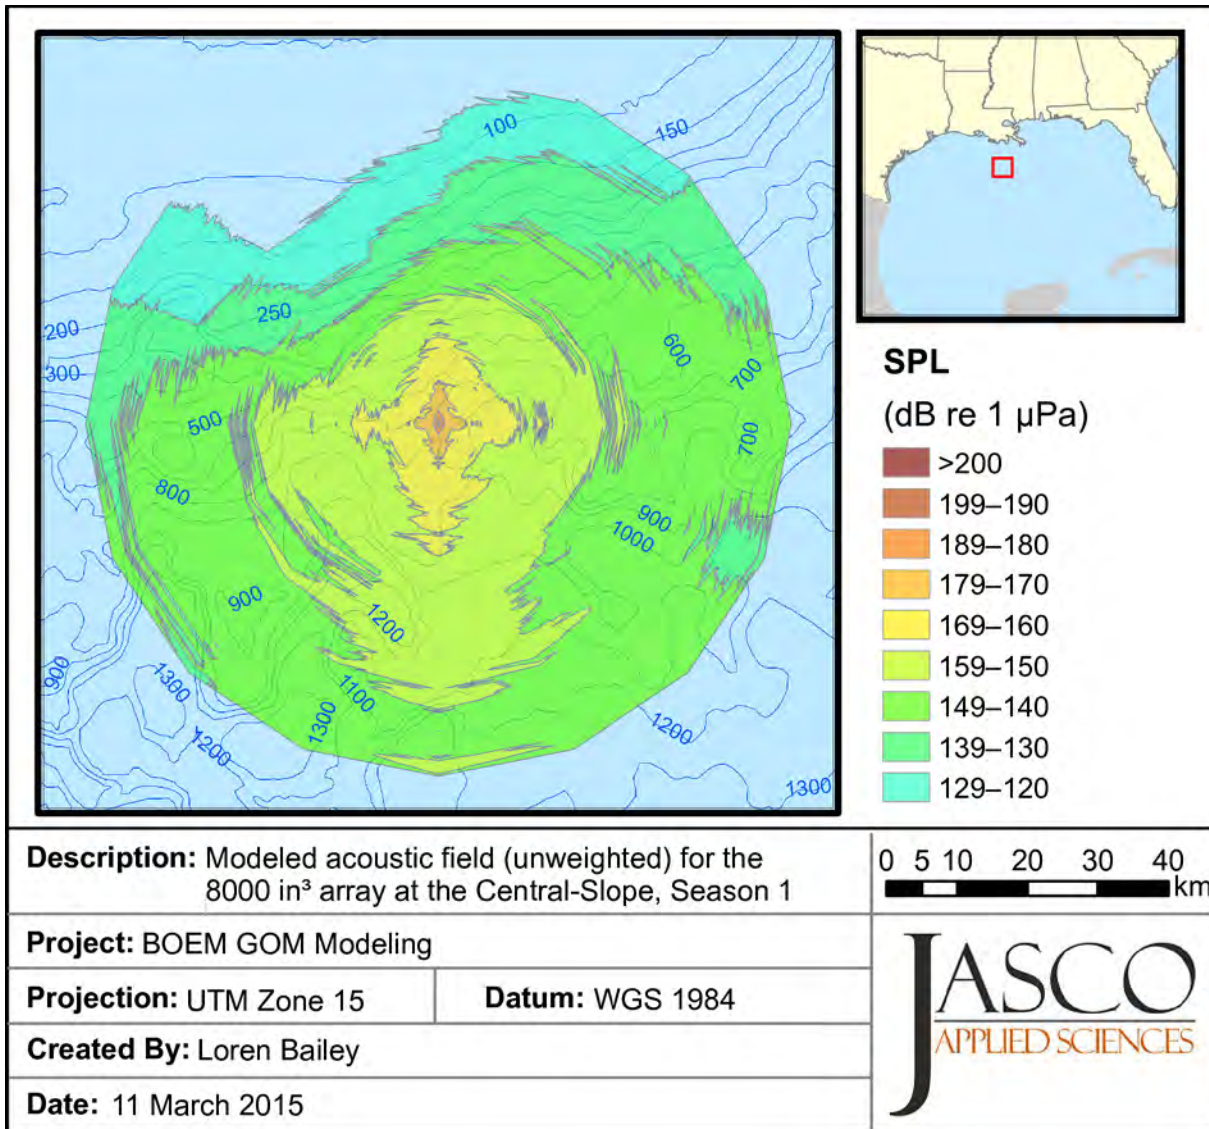 100
150
250
200
300
600
700
500
700
800
900
1000
900
1200
900
1300
1100
1300
1200
1200
1300
SPL
(dB re 1 µPa)
>200
199–190
189–180
179–170
169–160
159–150
149–140
139–130
129–120
Description: Modeled acoustic field (unweighted) for the
8000 in³ array at the Central-Slope, Season 1
0 5 10 20 30 40
km
Project: BOEM GOM Modeling
Projection: UTM Zone 15 Datum: WGS 1984
Created By: Loren Bailey
Date: 11 March 2015
JASCO
APPLIED SCIENCES